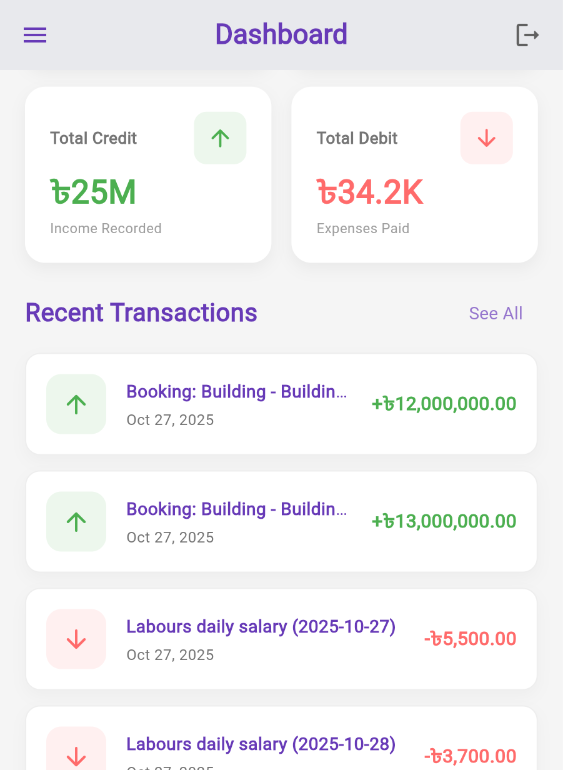 Dashboard
Total Credit
৳25M
Income Recorded
Total Debit
৳34.2K
Expenses Paid
Recent Transactions
See All
Booking: Building - Buildin...
+৳12,000,000.00
Oct 27, 2025
Booking: Building - Buildin...
+৳13,000,000.00
Oct 27, 2025
Labours daily salary (2025-10-27)
-৳5,500.00
Oct 27, 2025
Labours daily salary (2025-10-28)
-৳3,700.00
Oct 27, 2025